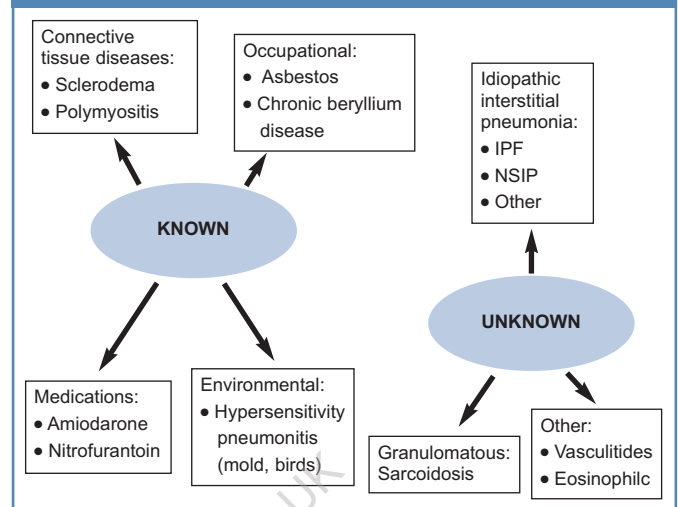 Connective
tissue diseases:
• Sclerodema
• Polymyositis
Occupational:
• Asbestos
• Chronic beryllium
disease
KNOWN
Medications:
• Amiodarone
• Nitrofurantoin
Environmental:
• Hypersensitivity
pneumonitis
(mold, birds)
Idiopathic
interstitial
pneumonia:
• IPF
• NSIP
• Other
UNKNOWN
Granulomatous:
Sarcoidosis
Other:
• Vasculitides
• Eosinophilc
UK